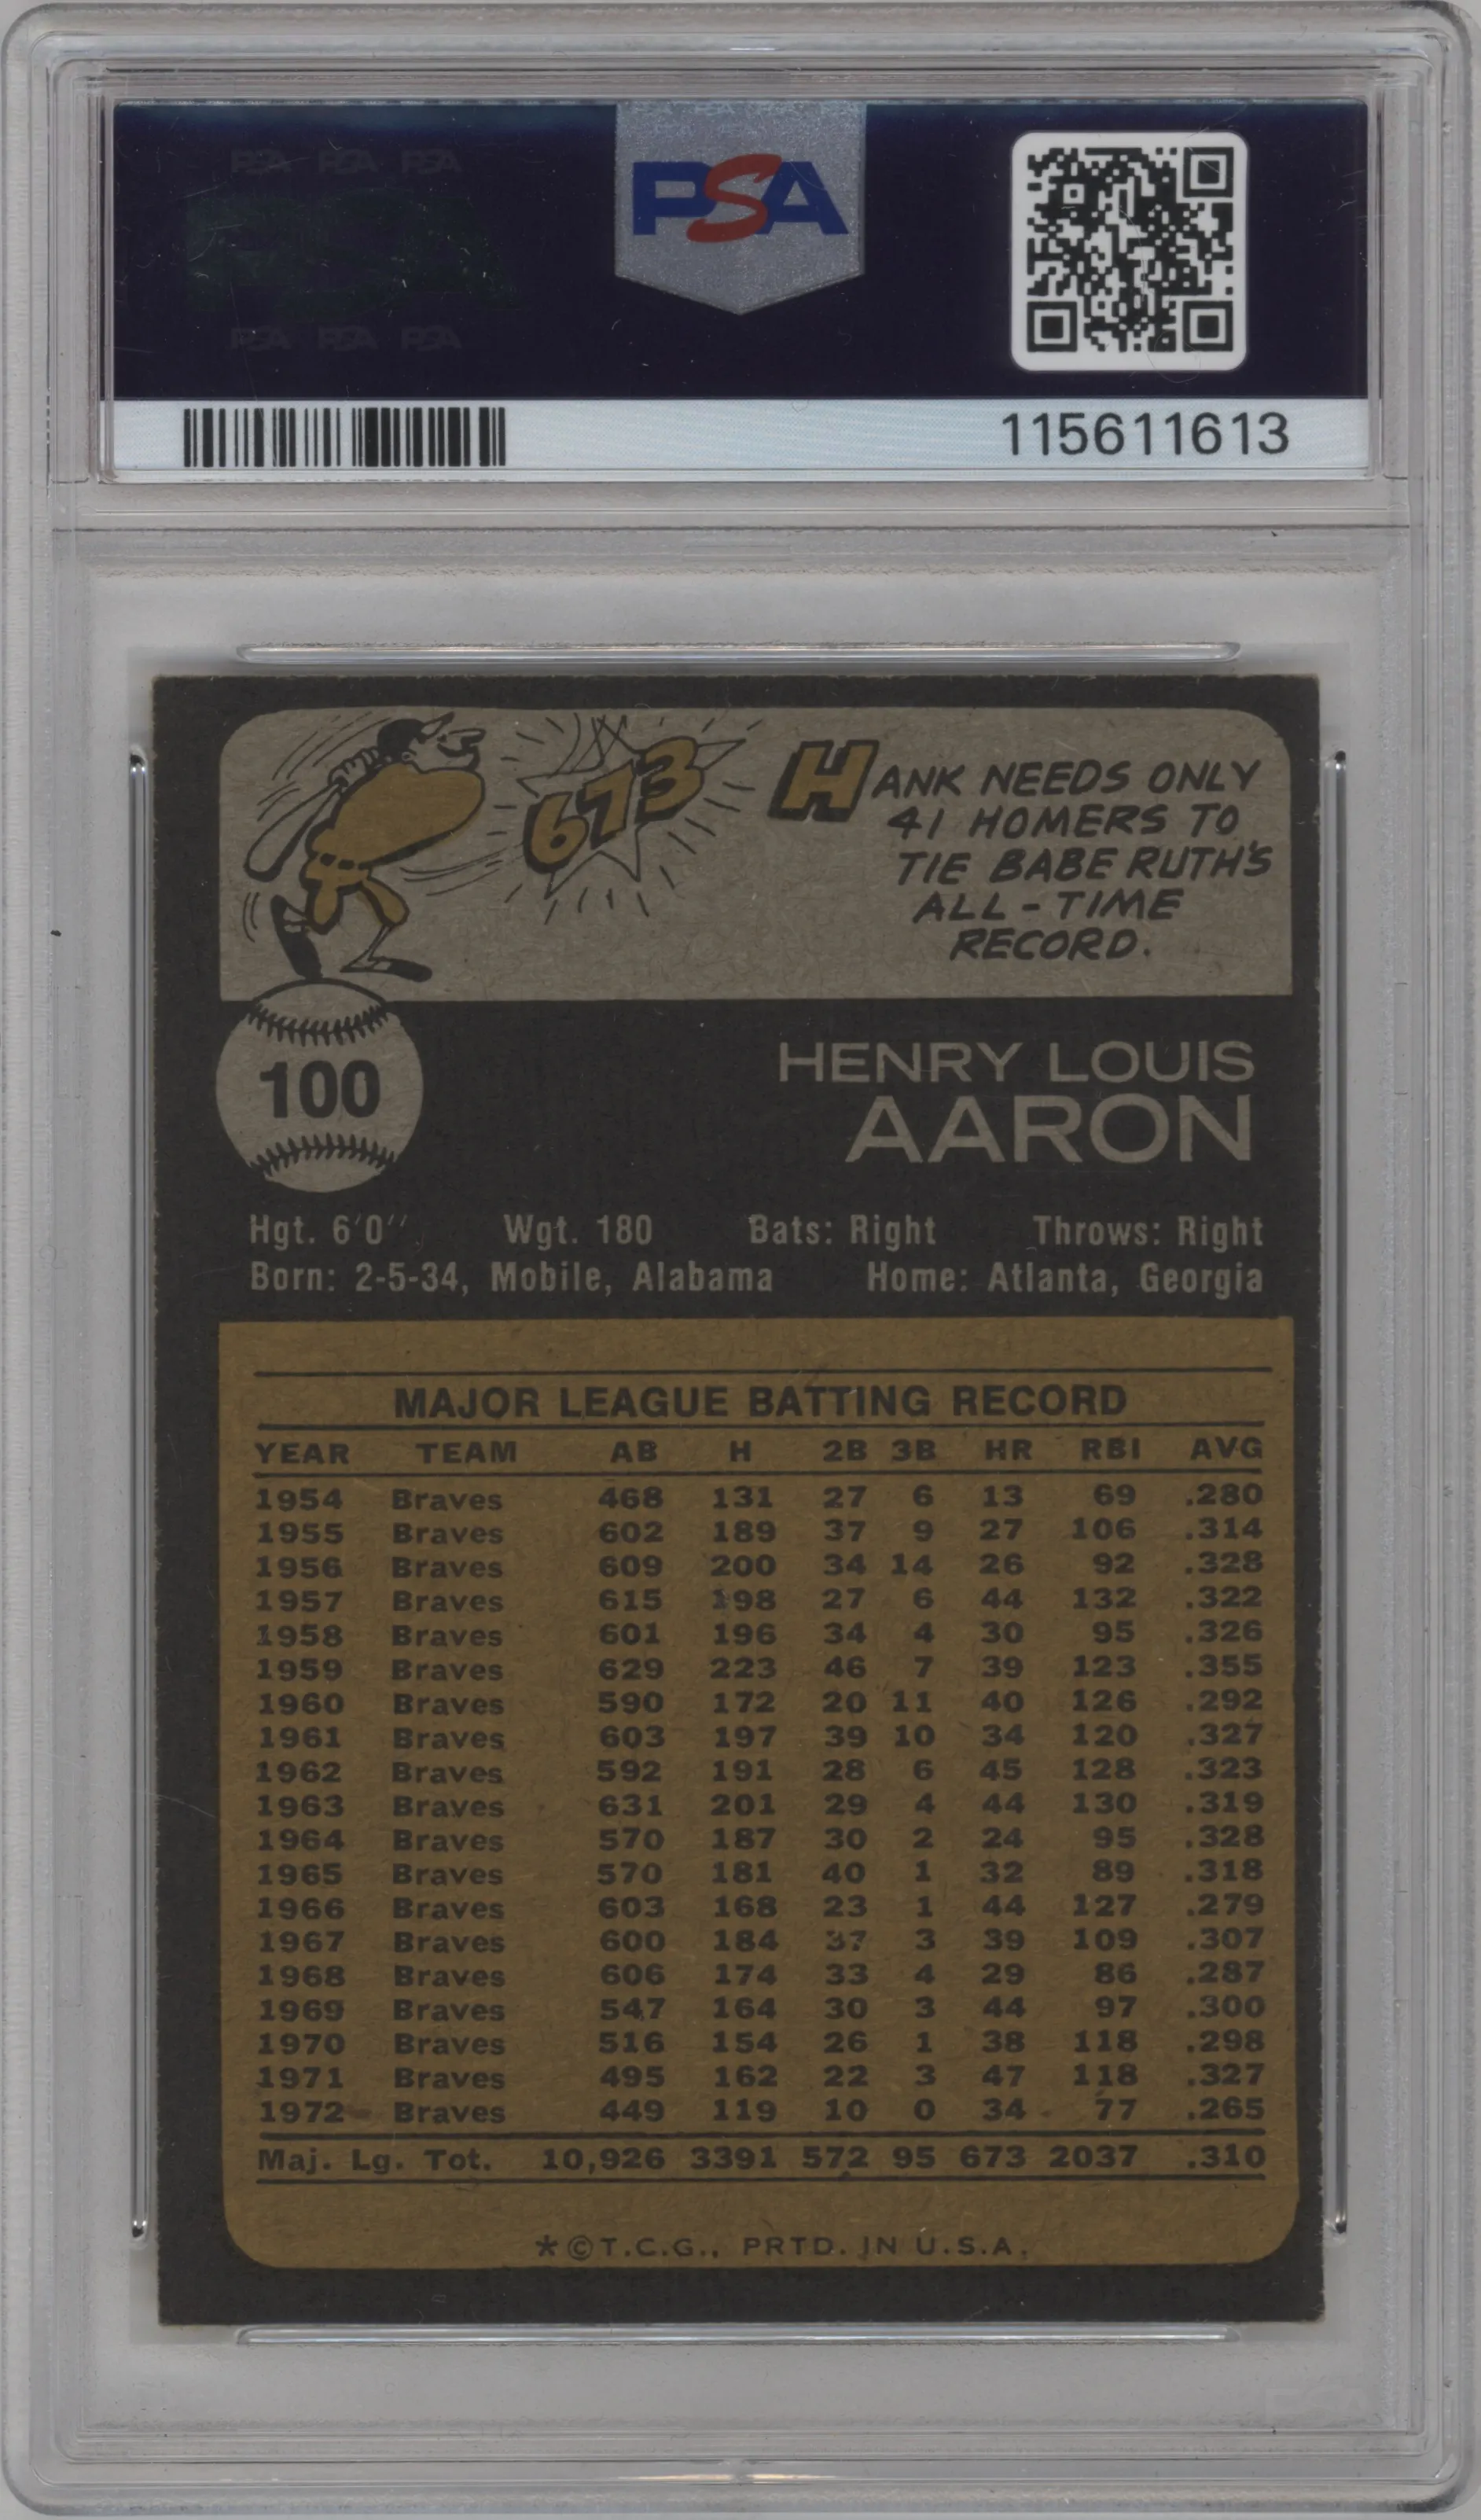 PSA PSA PSA
PSA
PSA PSA PSA
115611613
673
HANK NEEDS ONLY
41 HOMERS TO
TIE BABE RUTH'S
ALL-TIME
RECORD.
100
HENRY LOUIS
AARON
Hgt. 6'0" Wgt. 180 Bats: Right Throws: Right
Born: 2-5-34, Mobile, Alabama Home: Atlanta, Georgia
MAJOR LEAGUE BATTING RECORD
YEAR TEAM AB H 2B 3B HR RBI AVG
1954 Braves 468 131 27 6 13 69 .280
1955 Braves 602 189 37 9 27 106 .314
1956 Braves 609 200 34 14 26 92 .328
1957 Braves 615 198 27 6 44 132 .322
1958 Braves 601 196 34 4 30 95 .326
1959 Braves 629 223 46 7 39 123 .355
1960 Braves 590 172 20 11 40 126 .292
1961 Braves 603 197 39 10 34 120 .327
1962 Braves 592 191 28 6 45 128 .323
1963 Braves 631 201 29 4 44 130 .319
1964 Braves 570 187 30 2 24 95 .328
1965 Braves 570 181 40 1 32 89 .318
1966 Braves 603 168 23 1 44 127 .279
1967 Braves 600 184 37 3 39 109 .307
1968 Braves 606 174 33 4 29 86 .287
1969 Braves 547 164 30 3 44 97 .300
1970 Braves 516 154 26 1 38 118 .298
1971 Braves 495 162 22 3 47 118 .327
1972 Braves 449 119 10 0 34 77 .265
Maj. Lg. Tot. 10,926 3391 572 95 673 2037 .310
*©T.C.G., PRTD. IN U.S.A.